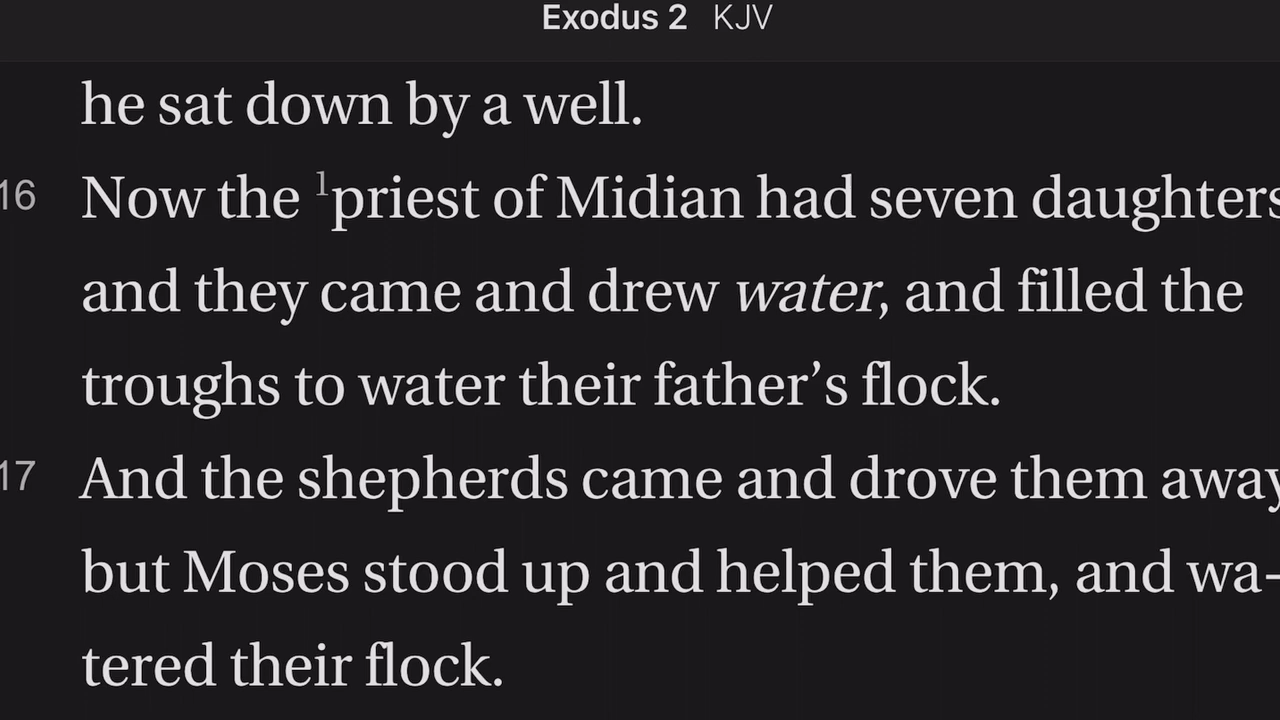 Exodus 2 KJV
he sat down by a well.
16 Now the 1priest of Midian had seven daughters
and they came and drew water, and filled the
troughs to water their father’s flock.
17 And the shepherds came and drove them away
but Moses stood up and helped them, and wa-
tered their flock.